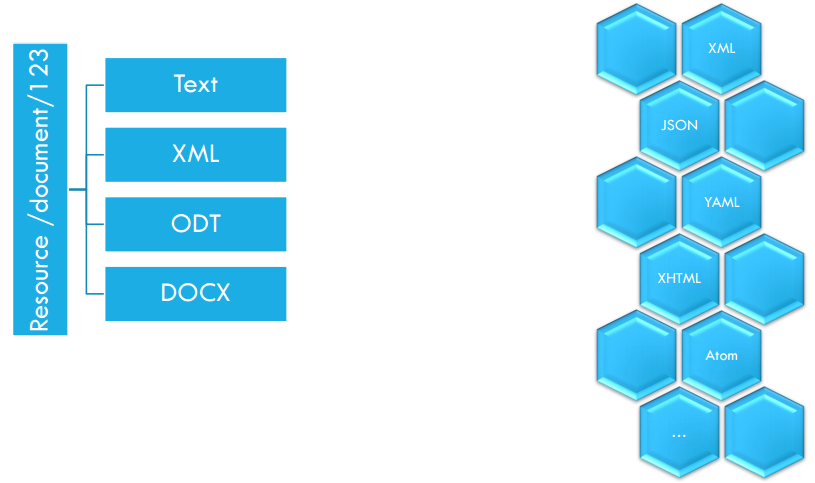 Resource /document/123
Text
XML
ODT
DOCX
XML
JSON
YAML
XHTML
Atom
...